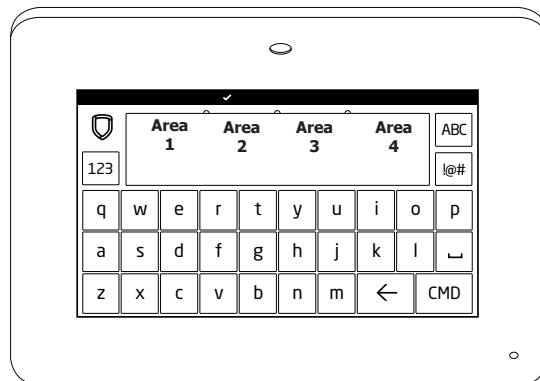 Area 1 Area 2 Area 3 Area 4 ABC
123 !@#
q w e r t y u i o p
a s d f g h j k l
z x c v b n m ← CMD